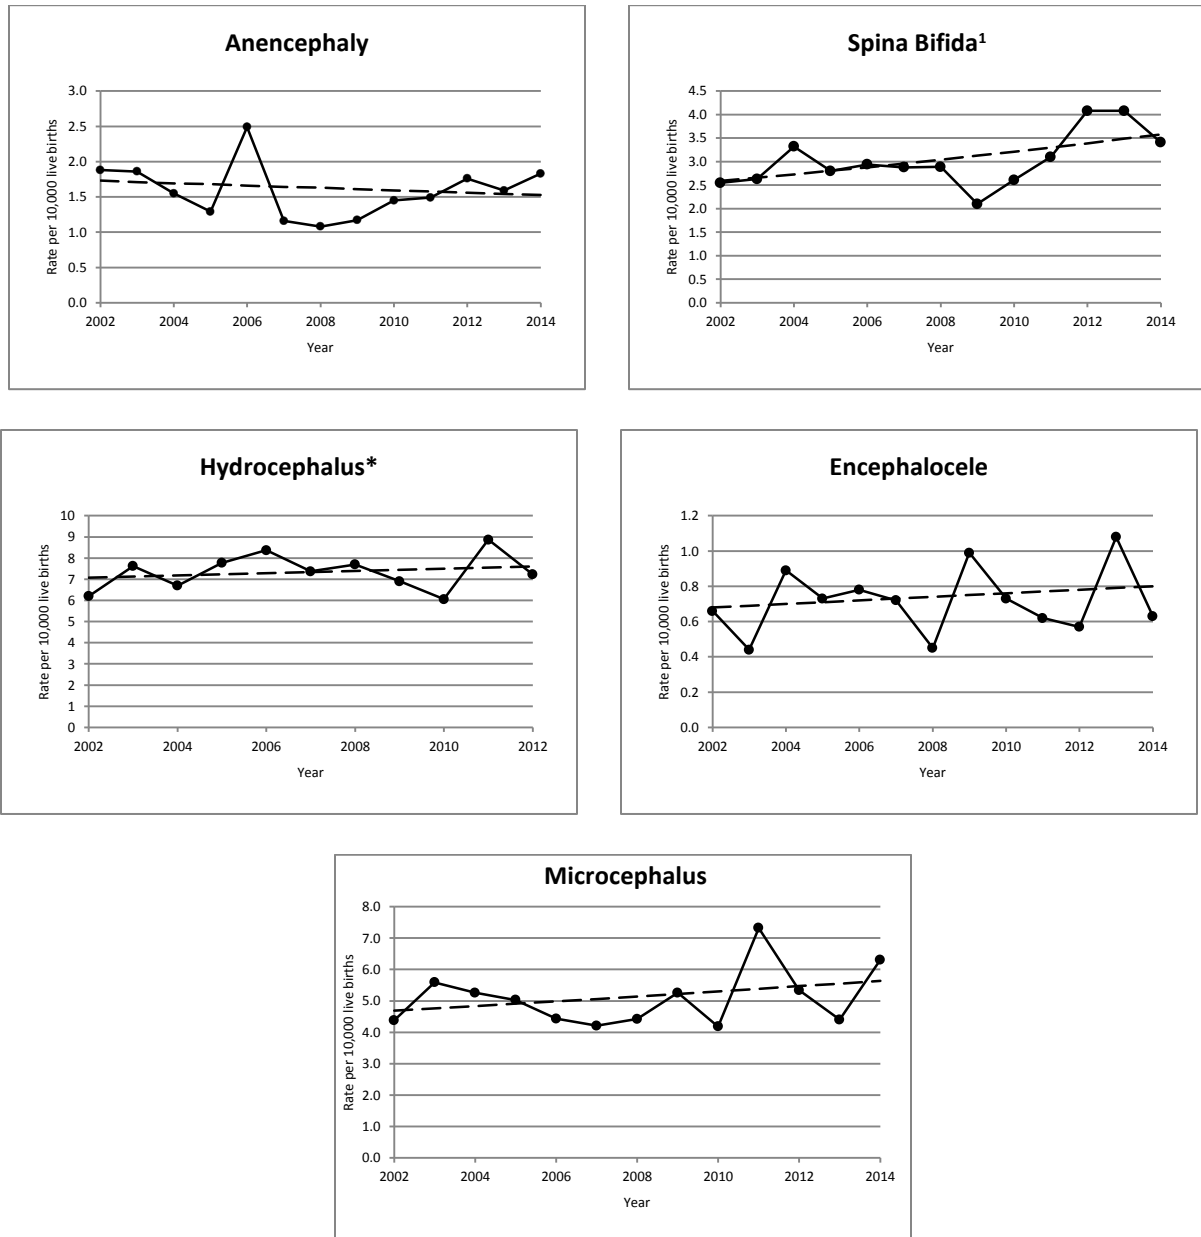 Anencephaly
Rate per 10,000 live births
3.0
2.5
2.0
1.5
1.0
0.5
0.0
2002 2004 2006 2008 2010 2012 2014
Year
Spina Bifida¹
Rate per 10,000 live births
4.5
4.0
3.5
3.0
2.5
2.0
1.5
1.0
0.5
0.0
2002 2004 2006 2008 2010 2012 2014
Year
Hydrocephalus*
Rate per 10,000 live births
10
9
8
7
6
5
4
3
2
1
0
2002 2004 2006 2008 2010 2012
Year
Encephalocele
Rate per 10,000 live births
1.2
1.0
0.8
0.6
0.4
0.2
0.0
2002 2004 2006 2008 2010 2012 2014
Year
Microcephalus
Rate per 10,000 live births
8.0
7.0
6.0
5.0
4.0
3.0
2.0
1.0
0.0
2002 2004 2006 2008 2010 2012 2014
Year